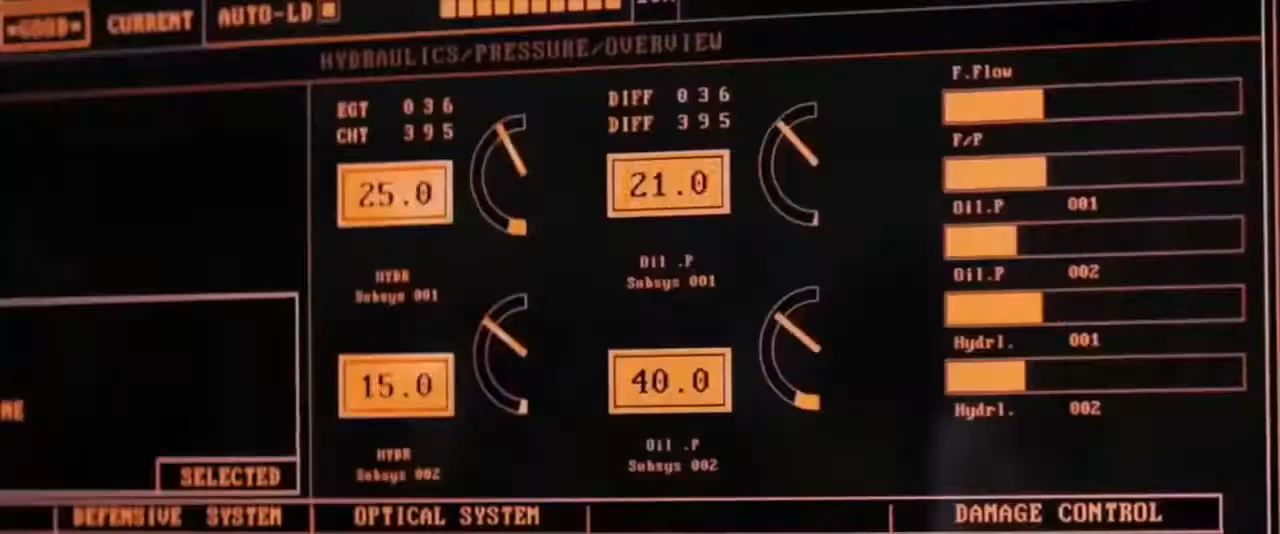 *GOOD* CURRENT AUTO-LD
HYDRAULICS/PRESSURE/OVERVIEW
EGT 036
CHT 395
25.0
HYDR
Subsys 001
15.0
HYDR
Subsys 002
DIFF 036
DIFF 395
21.0
Oil .P
Subsys 001
40.0
Oil .P
Subsys 002
F.Flow
F/P
Oil.P 001
Oil.P 002
Hydrl. 001
Hydrl. 002
SELECTED
DEFENSIVE SYSTEM
OPTICAL SYSTEM
DAMAGE CONTROL